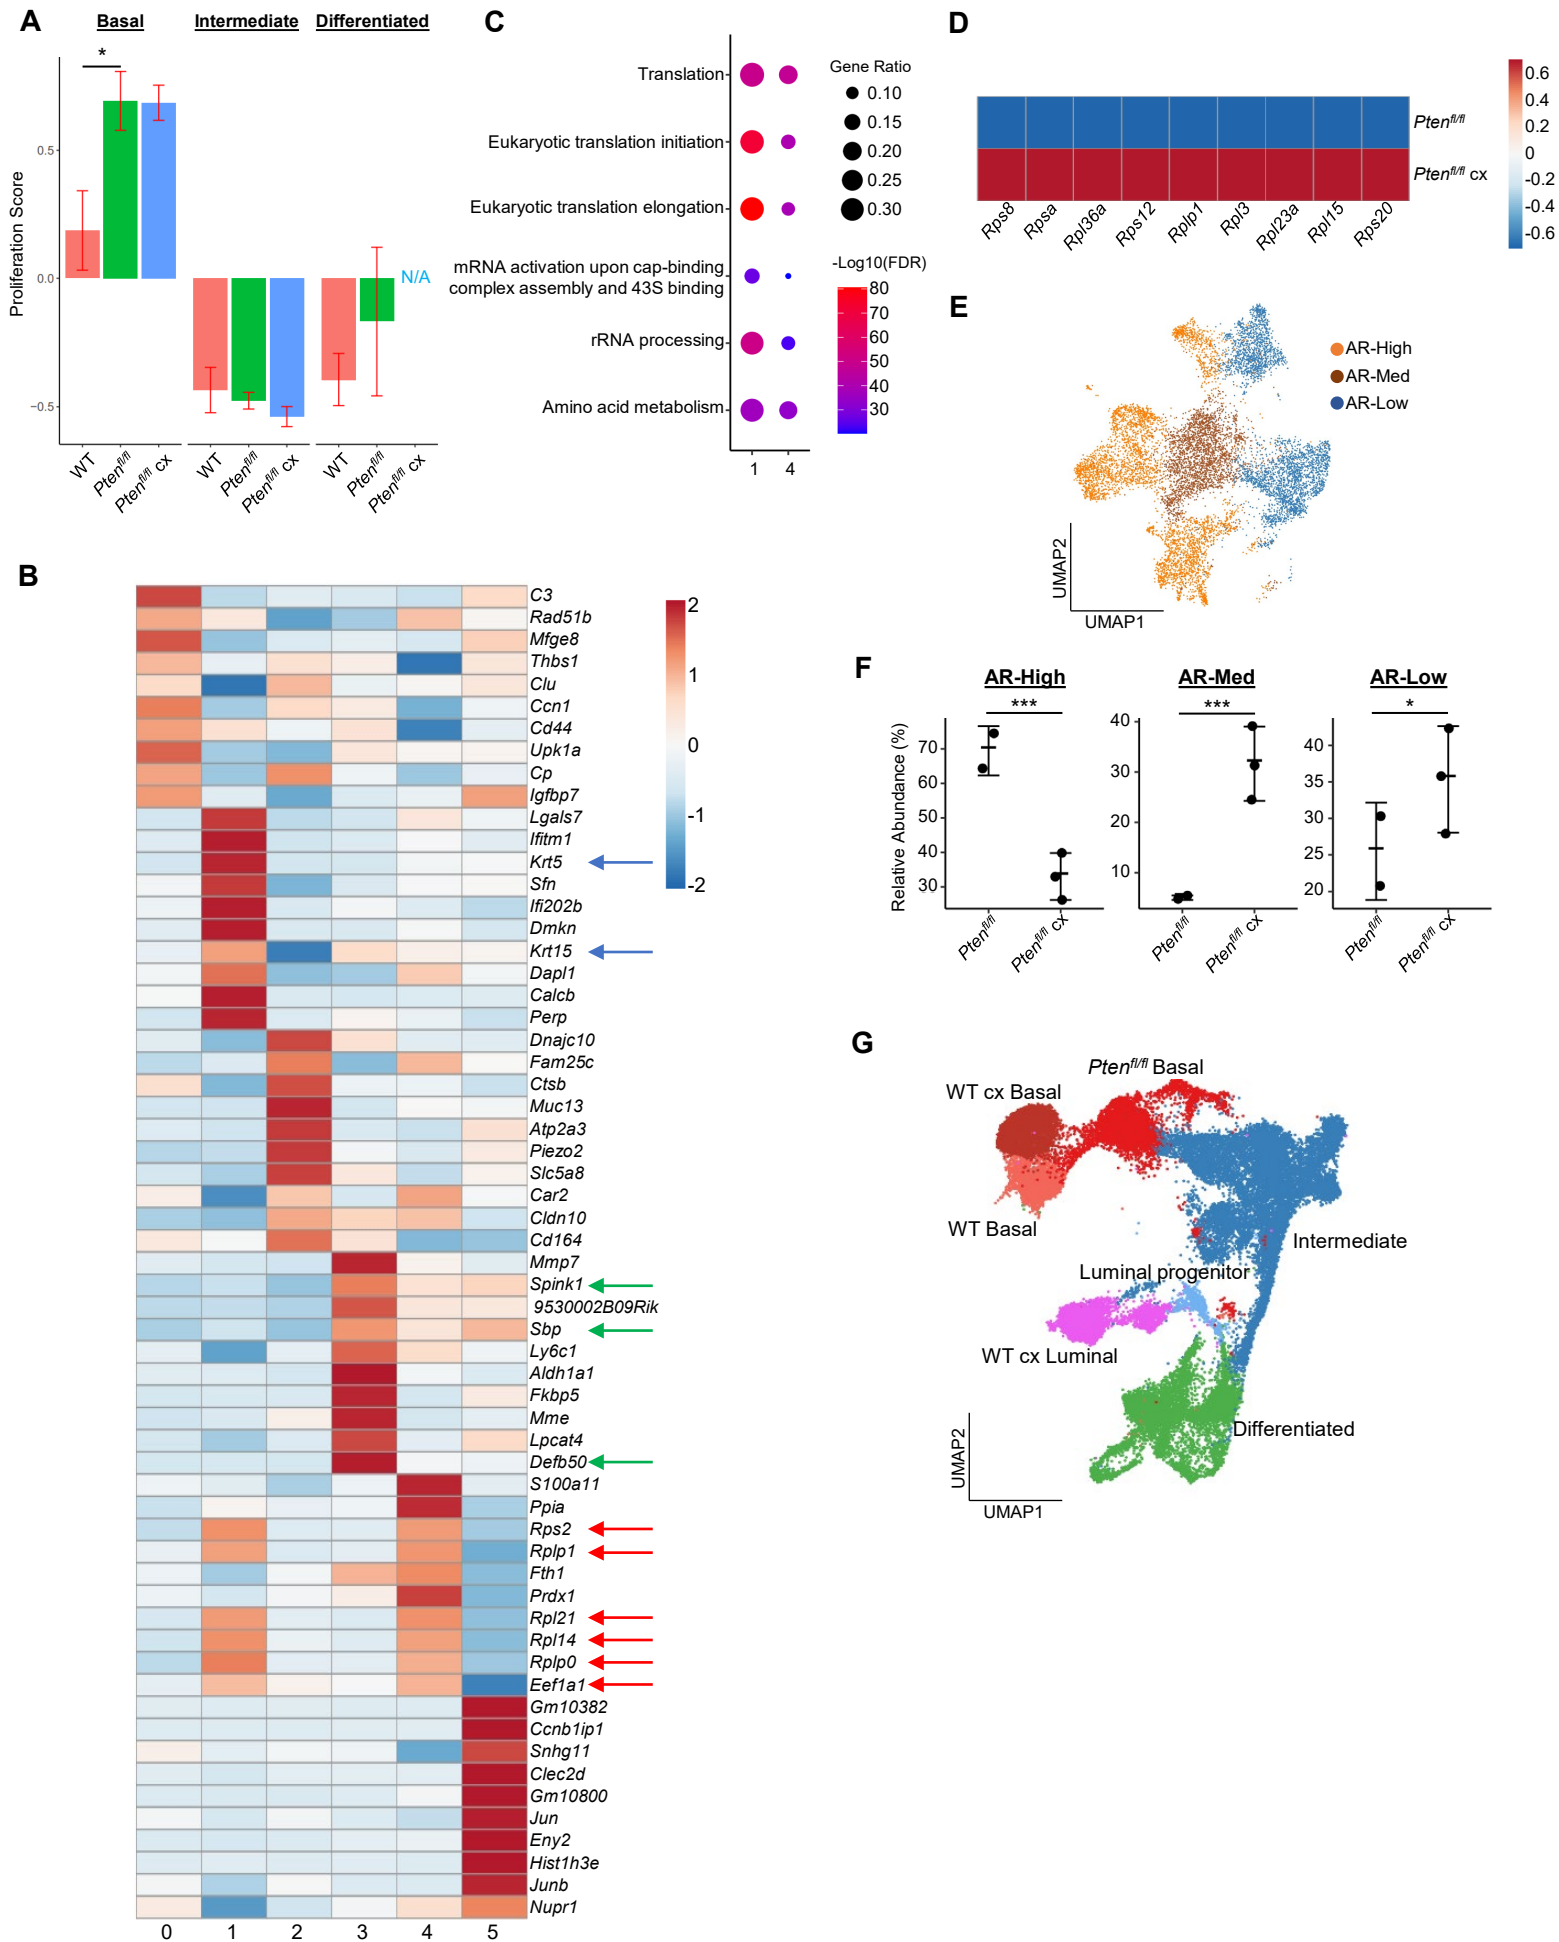 A
Basal
Intermediate
Differentiated
*
Proliferation Score
0.5
0.0
−0.5
N/A
WT
Ptenfl/fl
Ptenfl/fl cx
WT
Ptenfl/fl
Ptenfl/fl cx
WT
Ptenfl/fl
Ptenfl/fl cx
C
Translation
Eukaryotic translation initiation
Eukaryotic translation elongation
mRNA activation upon cap-binding
complex assembly and 43S binding
rRNA processing
Amino acid metabolism
1
4
Gene Ratio
0.10
0.15
0.20
0.25
0.30
-Log10(FDR)
80
70
60
50
40
30
D
Ptenfl/fl
Ptenfl/fl cx
Rps8
Rpsa
Rpl36a
Rps12
Rplp1
Rpl3
Rpl23a
Rpl15
Rps20
0.6
0.4
0.2
0
-0.2
-0.4
-0.6
E
AR-High
AR-Med
AR-Low
UMAP2
UMAP1
B
C3
Rad51b
Mfge8
Thbs1
Clu
Ccn1
Cd44
Upk1a
Cp
Igfbp7
Lgals7
Ifitm1
Krt5
Sfn
Ifi202b
Dmkn
Krt15
Dapl1
Calcb
Perp
Dnajc10
Fam25c
Ctsb
Muc13
Atp2a3
Piezo2
Slc5a8
Car2
Cldn10
Cd164
Mmp7
Spink1
9530002B09Rik
Sbp
Ly6c1
Aldh1a1
Fkbp5
Mme
Lpcat4
Defb50
S100a11
Ppia
Rps2
Rplp1
Fth1
Prdx1
Rpl21
Rpl14
Rplp0
Eef1a1
Gm10382
Ccnb1ip1
Snhg11
Clec2d
Gm10800
Jun
Eny2
Hist1h3e
Junb
Nupr1
0
1
2
3
4
5
2
1
0
-1
-2
F
AR-High
AR-Med
AR-Low
***
***
*
Relative Abundance (%)
70
60
50
40
30
Ptenfl/fl
Ptenfl/fl cx
40
30
20
10
Ptenfl/fl
Ptenfl/fl cx
40
35
30
25
20
Ptenfl/fl
Ptenfl/fl cx
G
Ptenfl/fl Basal
WT cx Basal
WT Basal
Intermediate
Luminal progenitor
WT cx Luminal
Differentiated
UMAP2
UMAP1